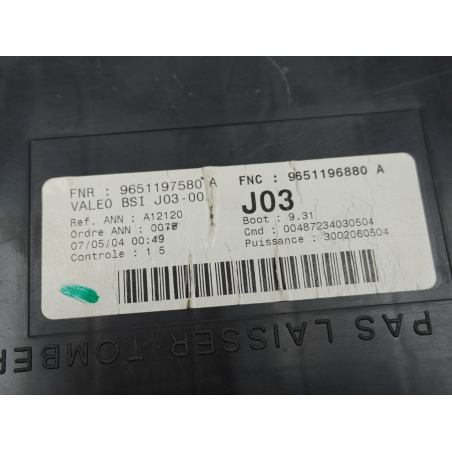 FNR : 9651197580 A
FNC : 9651196880 A
VALEO BSI J03-00
J03
Ref. ANN : A12120
Boot : 9.31
Ordre ANN : 0078
Cmd : 00487234030504
07/05/04 00:49
Puissance : 3002060504
Controle : 1 5
PAS LAISSER TOMBER